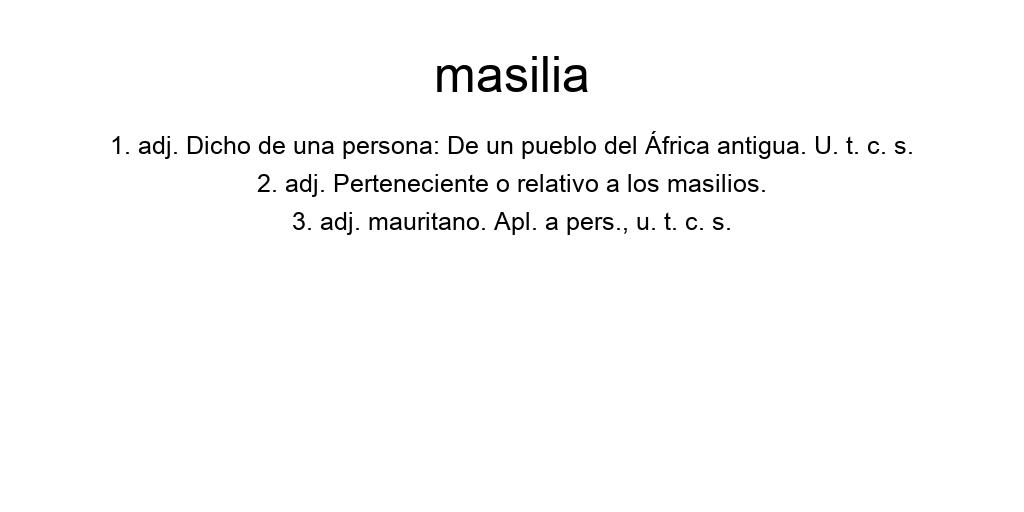 masilia
1. adj. Dicho de una persona: De un pueblo del África antigua. U. t. c. s.
2. adj. Perteneciente o relativo a los masilios.
3. adj. mauritano. Apl. a pers., u. t. c. s.